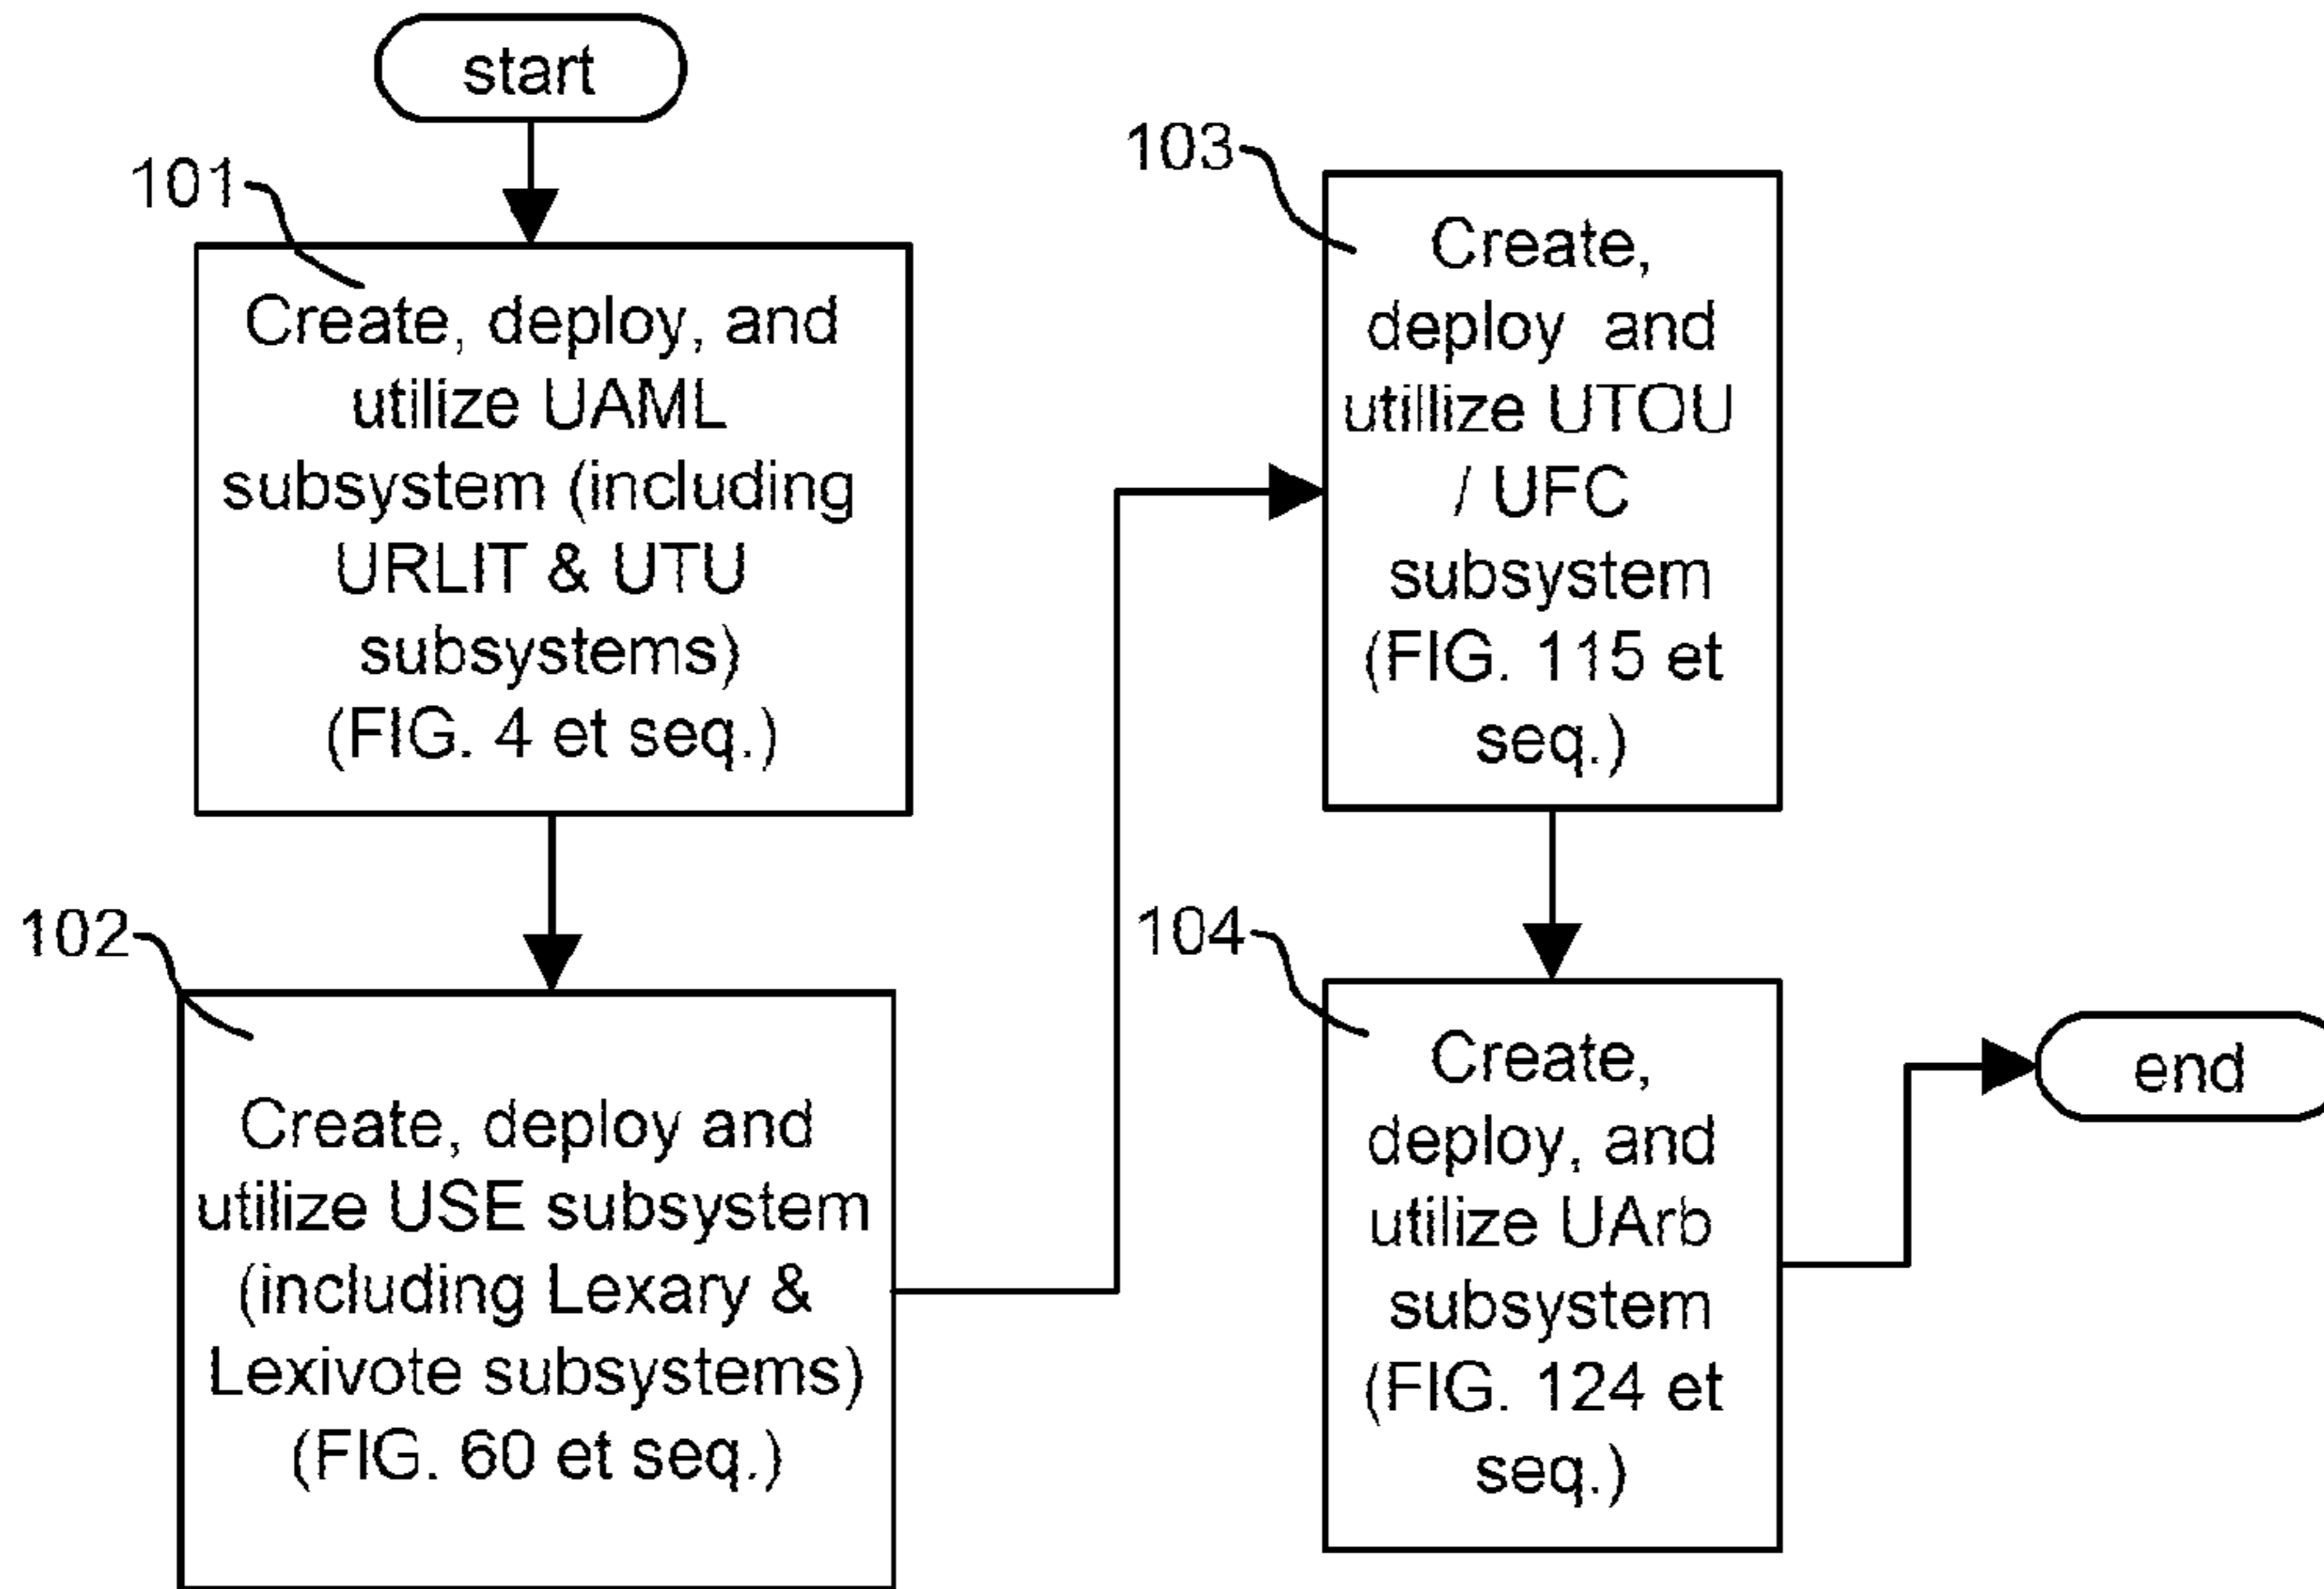 start
101
Create, deploy, and
utilize UAML
subsystem (including
URLIT & UTU
subsystems)
(FIG. 4 et seq.)
102
Create, deploy and
utilize USE subsystem
(including Lexary &
Lexivote subsystems)
(FIG. 60 et seq.)
103
Create,
deploy  and
utillize UTOU
/ UFC
subsystem
(FIG. 115 et
seq.)
104
Create,
deploy, and
utilize UArb
subsystem
(FIG. 124 et
seq.)
end